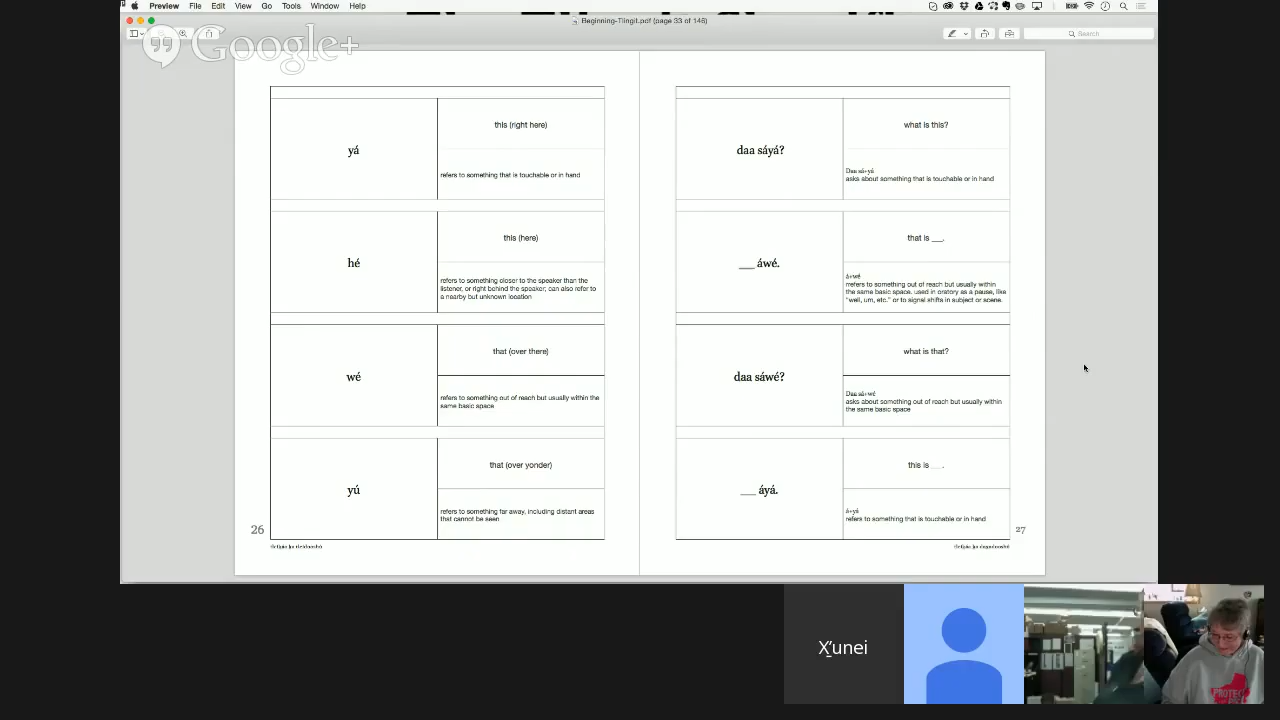 Preview File Edit View Go Tools Window Help
Beginning-Tlingit.pdf (page 33 of 146)
Google+
Search
yá
this (right here)
refers to something that is touchable or in hand
hé
this (here)
refers to something closer to the speaker than the
listener, or right behind the speaker; can also refer to
a nearby but unknown location
wé
that (over there)
refers to something out of reach but usually within the
same basic space
yú
that (over yonder)
refers to something far away, including distant areas
that cannot be seen
26
daa sáyá?
what is this?
Daa sá+yá
asks about something that is touchable or in hand
___ áwé.
that is ___.
á+wé
refers to something out of reach but usually within
the same basic space. used in oratory as a pause, like
"well, um, etc." or to signal shifts in subject or scene.
daa sáwé?
what is that?
Daa sá+wé
asks about something out of reach but usually within
the same basic space
___ áyá.
this is ___.
á+yá
refers to something that is touchable or in hand
27
X̱'unei
PROTECT